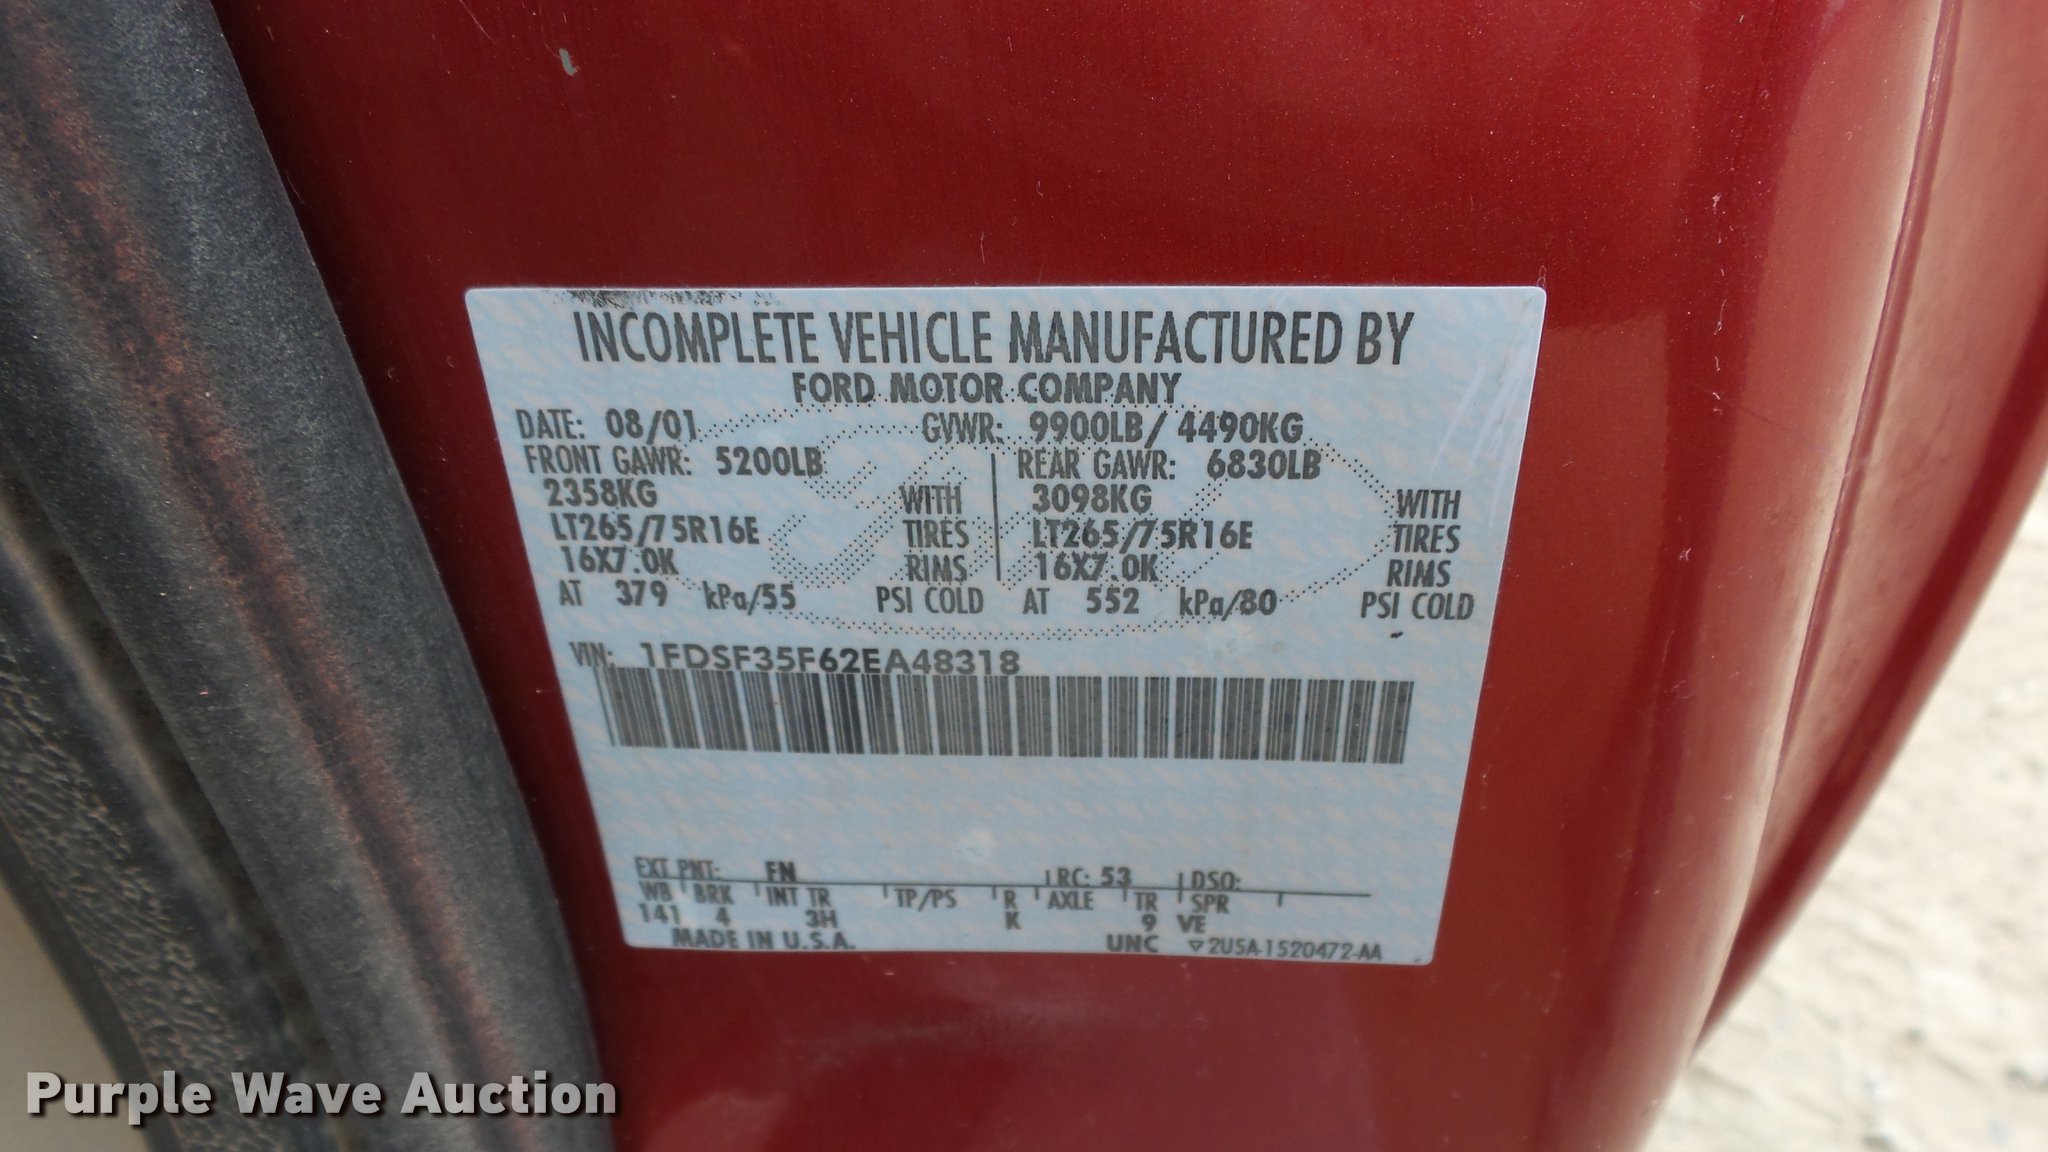 INCOMPLETE VEHICLE MANUFACTURED BY
FORD MOTOR COMPANY
DATE: 08/01 GVWR: 9900LB/ 4490KG
FRONT GAWR: 5200LB REAR GAWR: 6830LB
2358KG WITH 3098KG WITH
LT265/75R16E TIRES LT265/75R16E TIRES
16X7.0K RIMS 16X7.0K RIMS
AT 379 kPa/55 PSI COLD AT 552 kPa/80 PSI COLD
VIN: 1FDSF35F62EA48318
EXT PNT: FN RC: 53 DSO:
WB BRK INT TR TP/PS R AXLE TR SPR
141 4 3H K 9 VE
MADE IN U.S.A. UNC ▽2U5A-1520472-AA
Purple Wave Auction